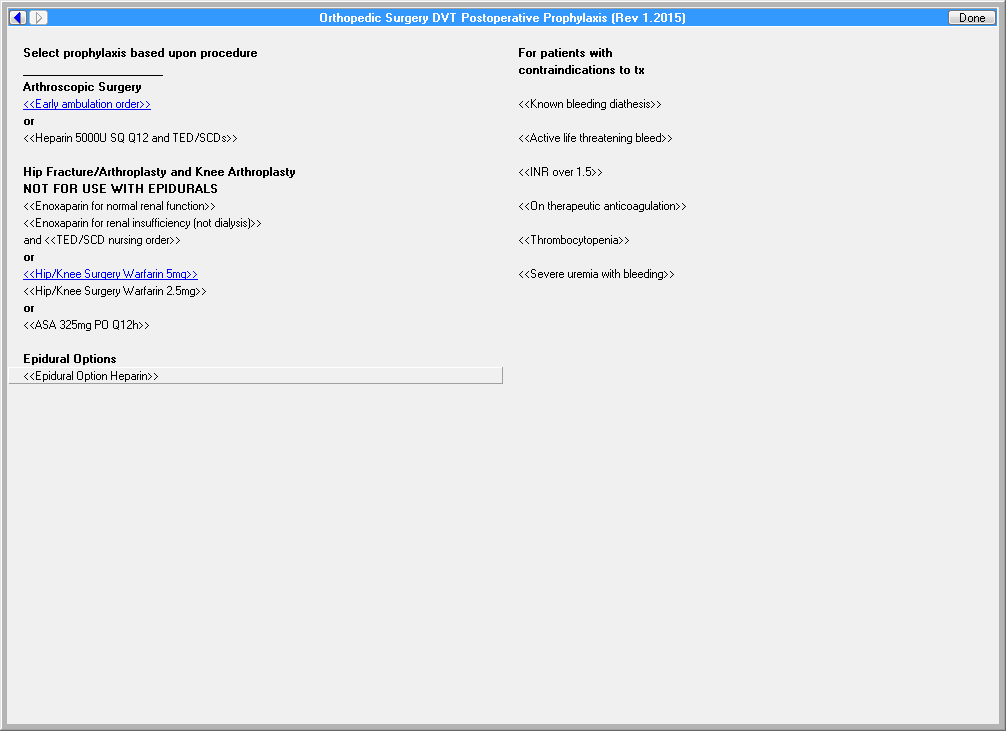 Orthopedic Surgery DVT Postoperative Prophylaxis (Rev 1.2015)
Done
Select prophylaxis based upon procedure
Arthroscopic Surgery
<<Early ambulation order>>
or
<<Heparin 5000U SQ Q12 and TED/SCDs>>
Hip Fracture/Arthroplasty and Knee Arthroplasty
NOT FOR USE WITH EPIDURALS
<<Enoxaparin for normal renal function>>
<<Enoxaparin for renal insufficiency (not dialysis)>>
and <<TED/SCD nursing order>>
or
<<Hip/Knee Surgery Warfarin 5mg>>
<<Hip/Knee Surgery Warfarin 2.5mg>>
or
<<ASA 325mg PO Q12h>>
Epidural Options
<<Epidural Option Heparin>>
For patients with
contraindications to tx
<<Known bleeding diathesis>>
<<Active life threatening bleed>>
<<INR over 1.5>>
<<On therapeutic anticoagulation>>
<<Thrombocytopenia>>
<<Severe uremia with bleeding>>